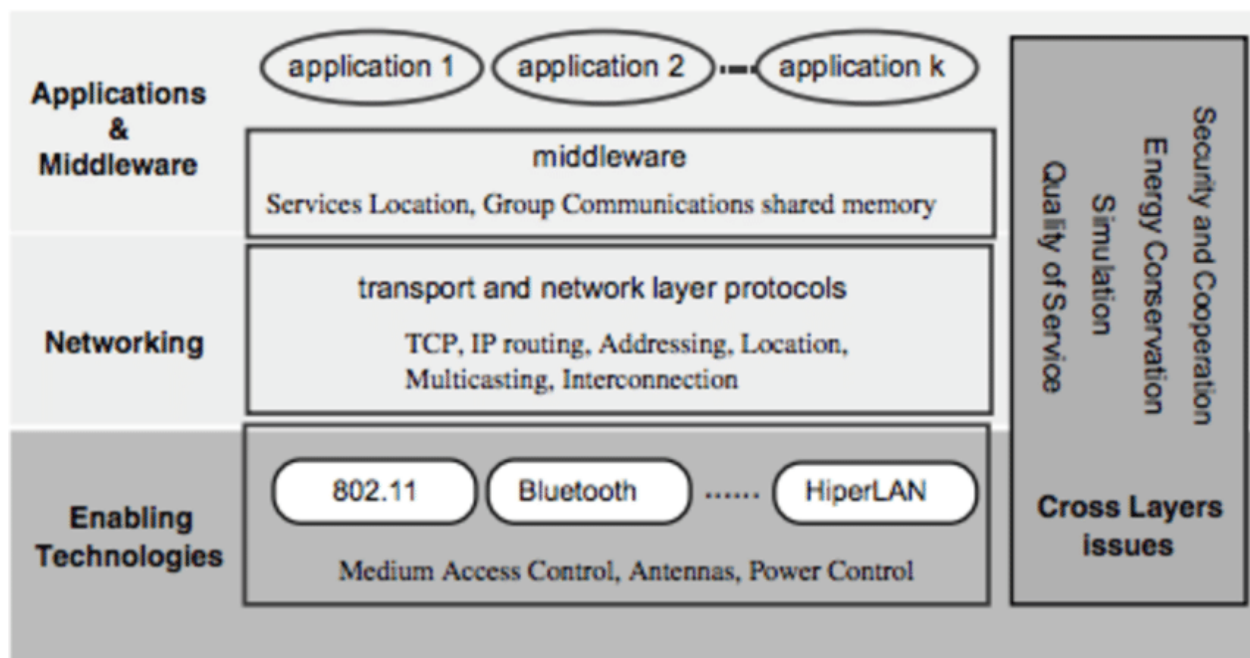 Applications
&
Middleware
application 1
application 2
application k
middleware
Services Location, Group Communications shared memory
Networking
transport and network layer protocols
TCP, IP routing, Addressing, Location,
Multicasting, Interconnection
Enabling
Technologies
802.11
Bluetooth
......
HiperLAN
Medium Access Control, Antennas, Power Control
Security and Cooperation
Energy Conservation
Simulation
Quality of Service
Cross Layers
issues